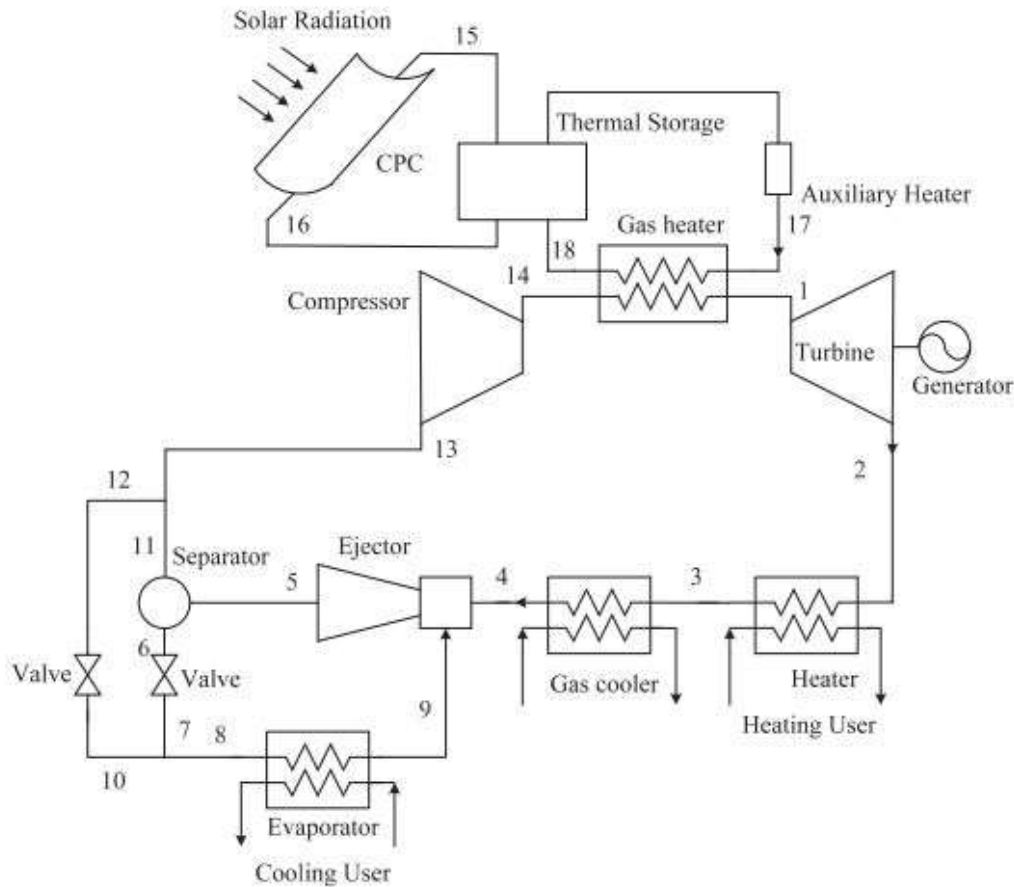 Solar Radiation
15
Thermal Storage
CPC
Auxiliary Heater
16
17
18
Gas heater
14
1
Compressor
Turbine
Generator
13
2
12
11
Separator
Ejector
5
4
3
6
Valve
Valve
Gas cooler
Heater
9
Heating User
7
8
10
Evaporator
Cooling User